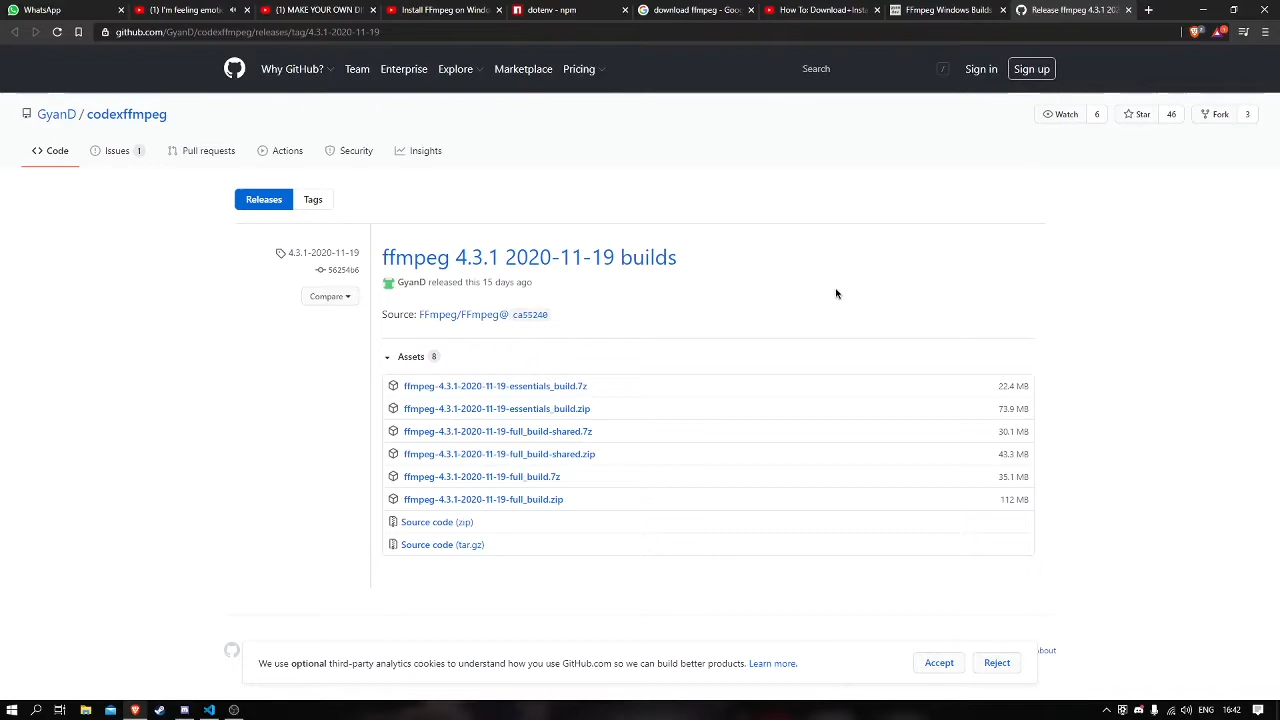 WhatsApp
(1) I'm feeling emotio
(1) MAKE YOUR OWN DI
Install FFmpeg on Window
dotenv - npm
download ffmpeg - Goog
How To: Download+Insta
FFmpeg Windows Builds
Release ffmpeg 4.3.1 202
github.com/GyanD/codexffmpeg/releases/tag/4.3.1-2020-11-19
Why GitHub? Team Enterprise Explore Marketplace Pricing Search / Sign in Sign up
GyanD / codexffmpeg
Watch 6 Star 46 Fork 3
Code Issues 1 Pull requests Actions Security Insights
Releases Tags
4.3.1-2020-11-19
56254b6
Compare
ffmpeg 4.3.1 2020-11-19 builds
GyanD released this 15 days ago
Source: FFmpeg/FFmpeg@ ca55240
Assets 8
ffmpeg-4.3.1-2020-11-19-essentials_build.7z 22.4 MB
ffmpeg-4.3.1-2020-11-19-essentials_build.zip 73.9 MB
ffmpeg-4.3.1-2020-11-19-full_build-shared.7z 30.1 MB
ffmpeg-4.3.1-2020-11-19-full_build-shared.zip 43.3 MB
ffmpeg-4.3.1-2020-11-19-full_build.7z 35.1 MB
ffmpeg-4.3.1-2020-11-19-full_build.zip 112 MB
Source code (zip)
Source code (tar.gz)
We use optional third-party analytics cookies to understand how you use GitHub.com so we can build better products. Learn more.
Accept Reject
bout
ENG 16:42